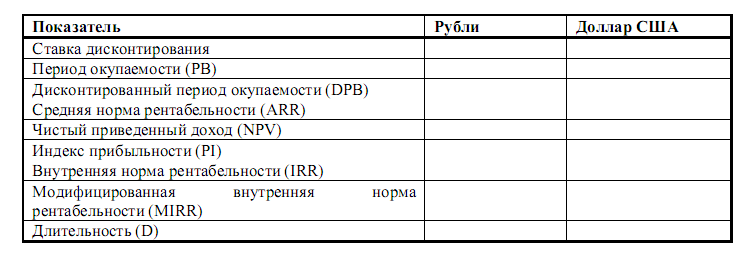 Показатель Рубли Доллар США
Ставка дисконтирования
Период окупаемости (PB)
Дисконтированный период окупаемости (DPB)
Средняя норма рентабельности (ARR)
Чистый приведенный доход (NPV)
Индекс прибыльности (PI)
Внутренняя норма рентабельности (IRR)
Модифицированная внутренняя норма
рентабельности (MIRR)
Длительность (D)